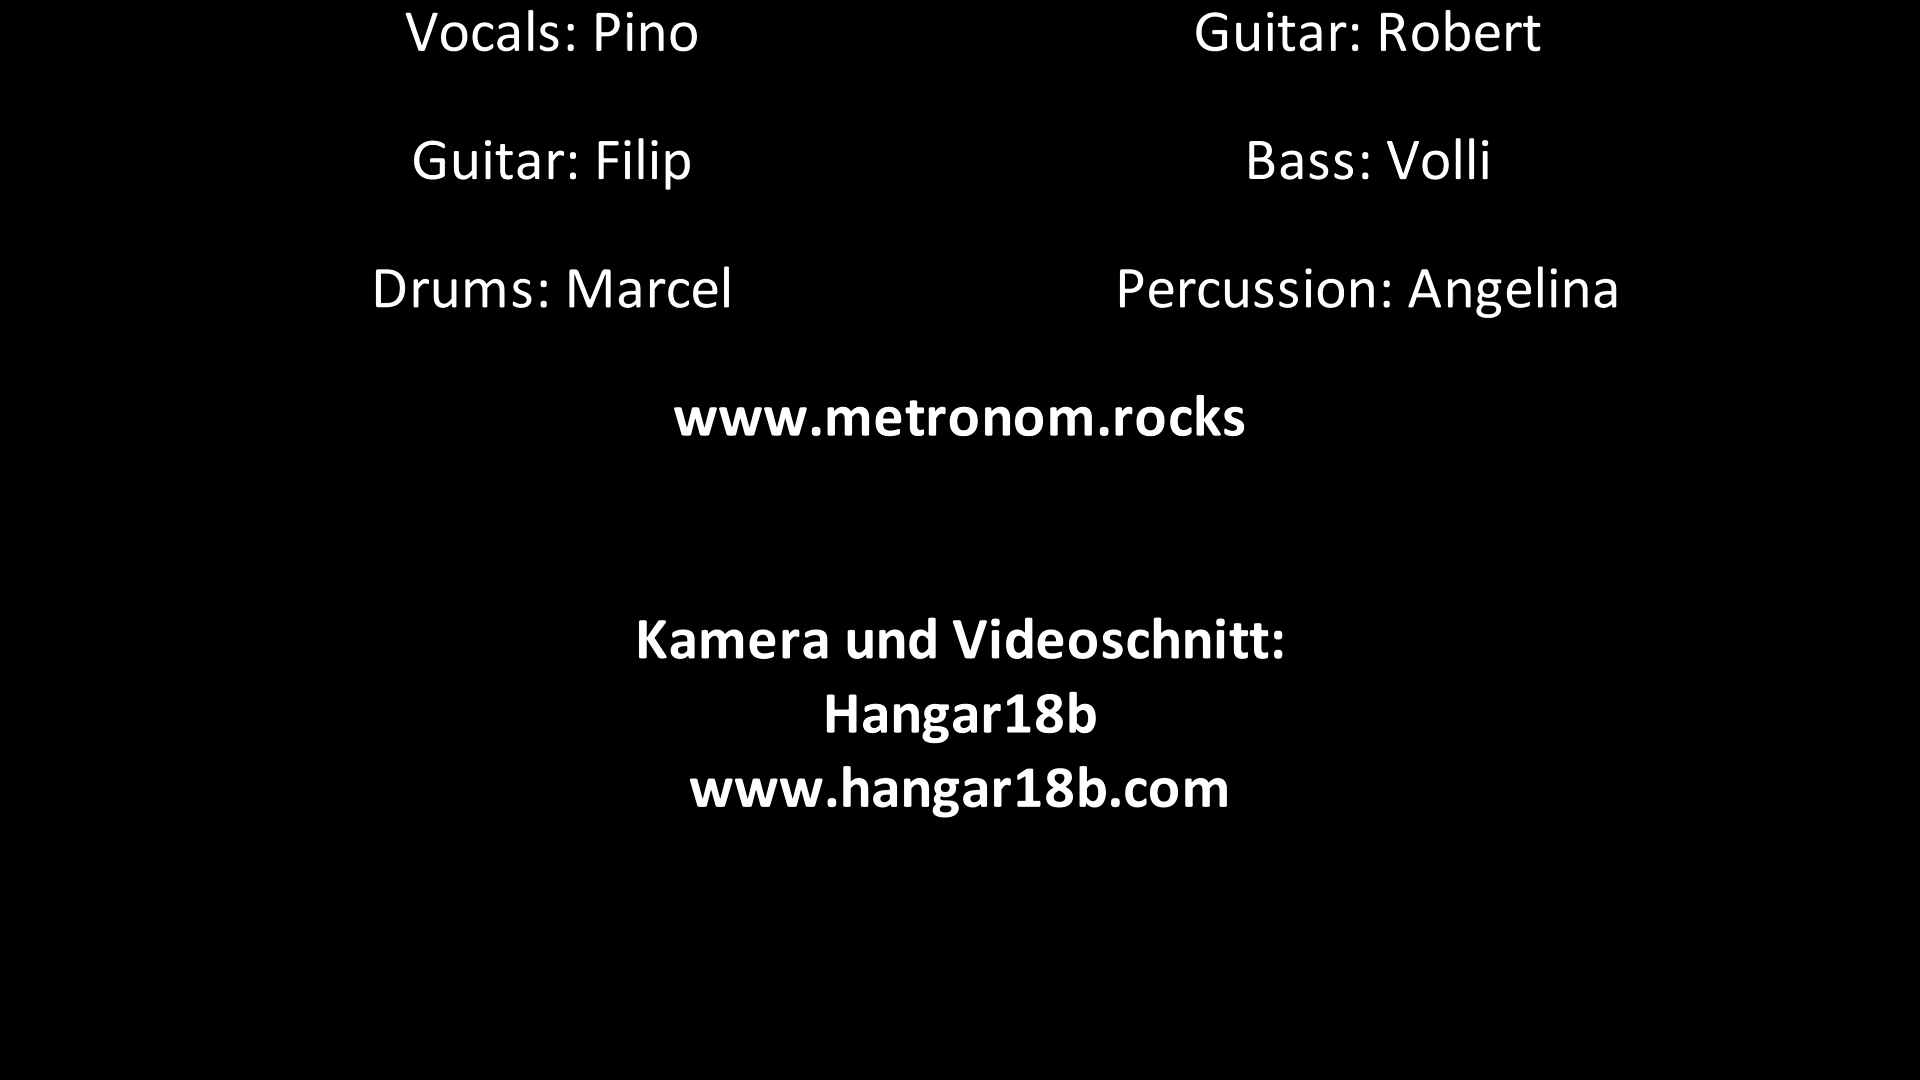 Vocals: Pino Guitar: Robert
Guitar: Filip Bass: Volli
Drums: Marcel Percussion: Angelina
www.metronom.rocks
Kamera und Videoschnitt:
Hangar18b
www.hangar18b.com